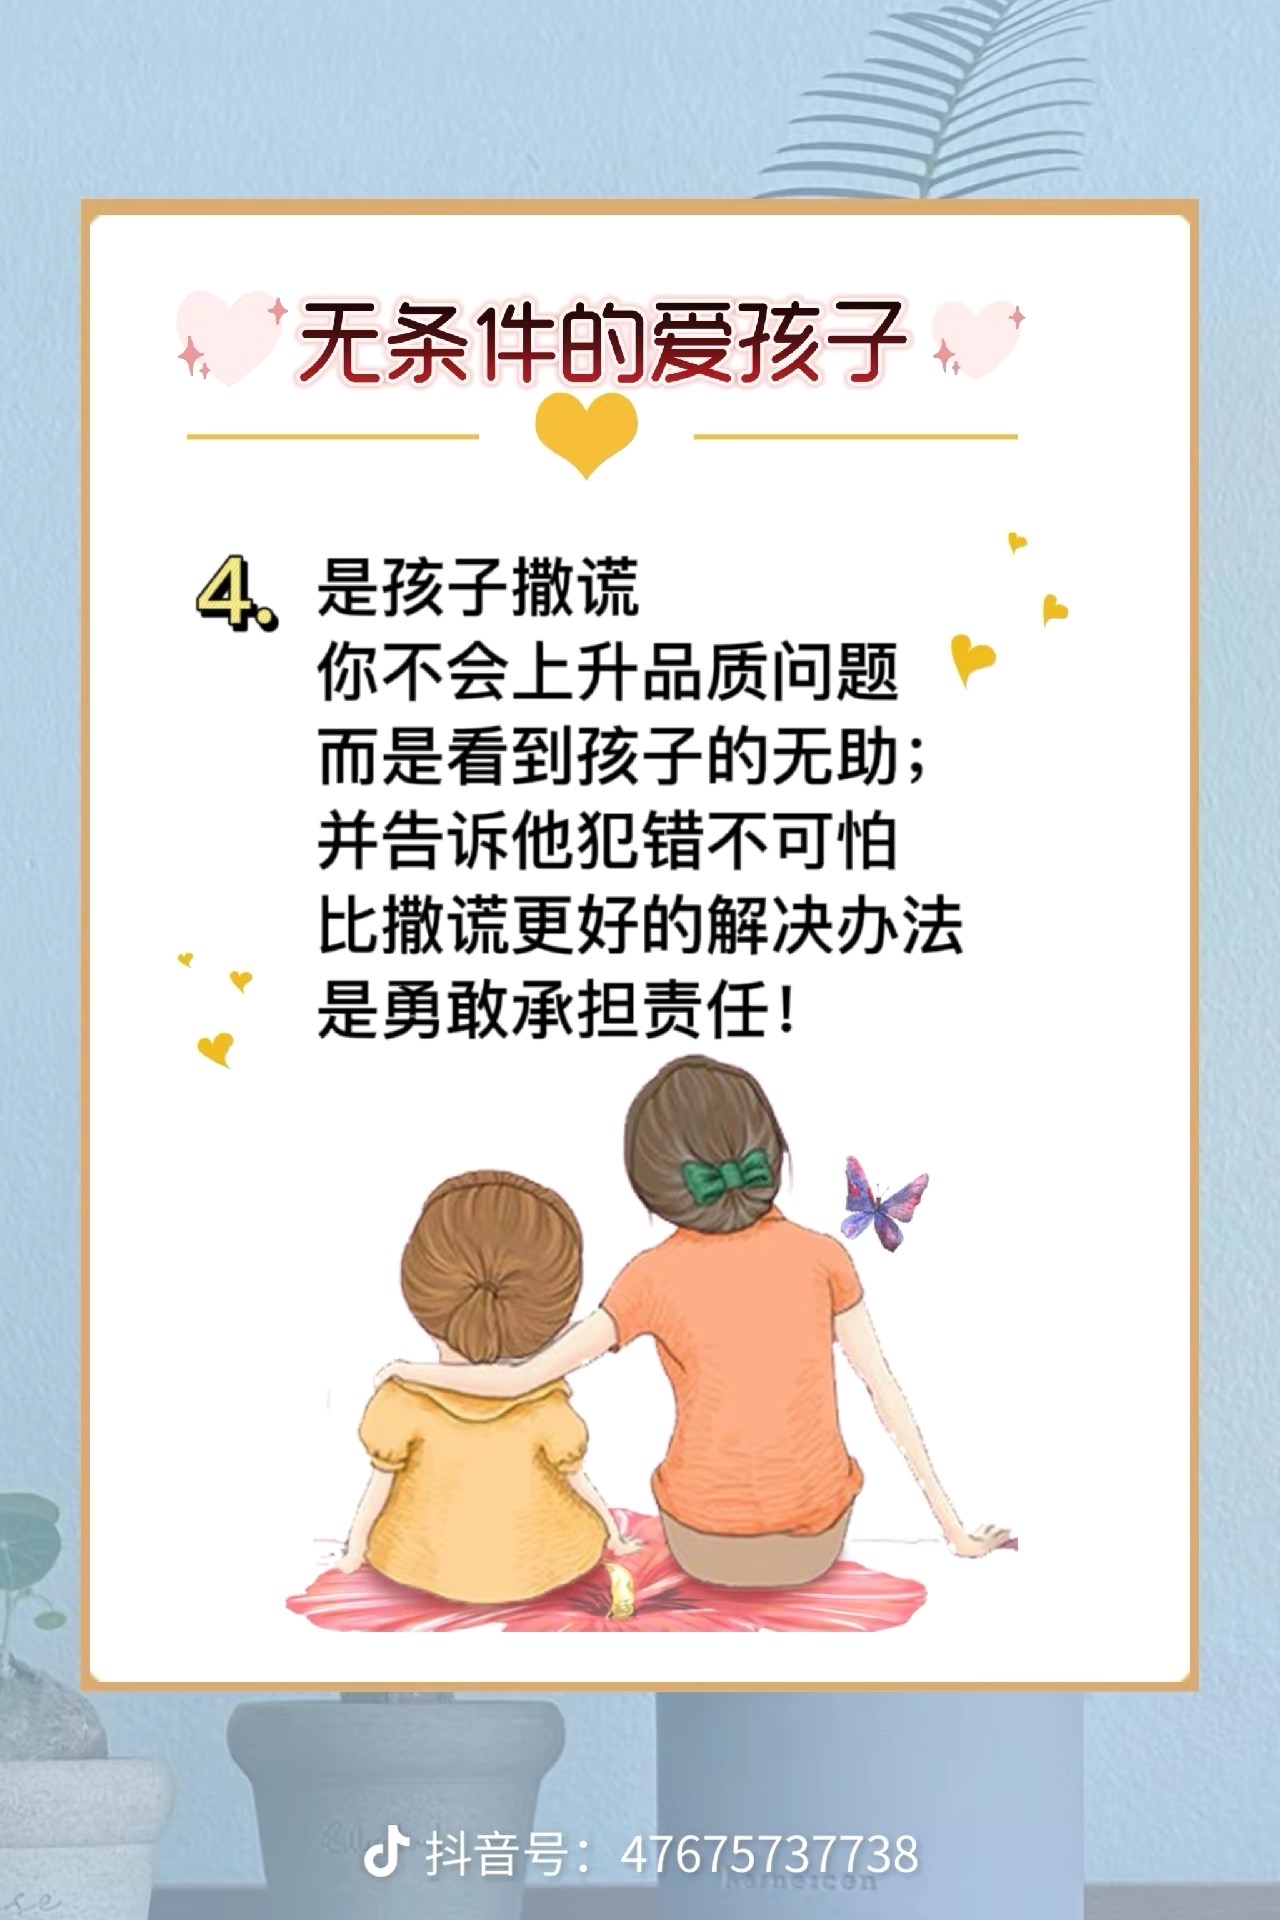 无条件的爱孩子
4. 是孩子撒谎
你不会上升品质问题
而是看到孩子的无助；
并告诉他犯错不可怕
比撒谎更好的解决办法
是勇敢承担责任！
抖音号：47675737738